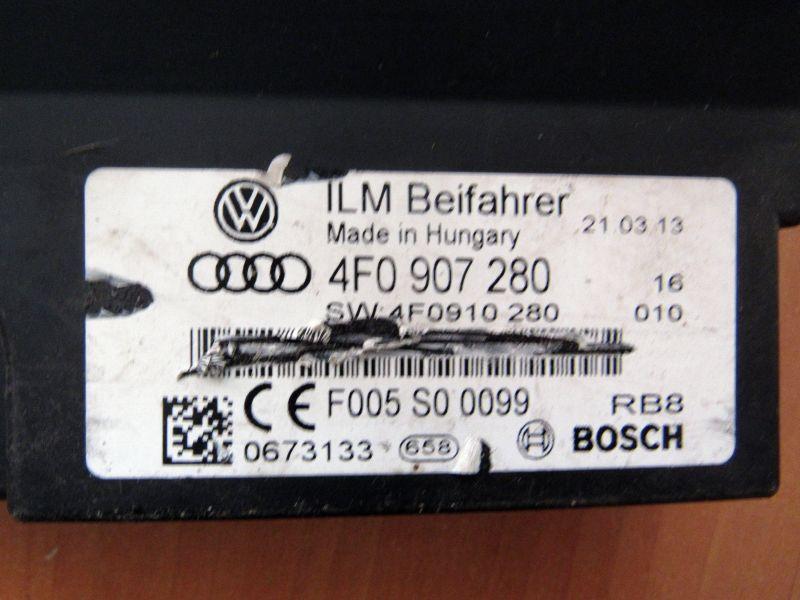 ILM Beifahrer
Made in Hungary 21.03.13
4F0 907 280 16
SW:4F0910 280 010
CE F005 S0 0099 RB8
0673133 658 BOSCH